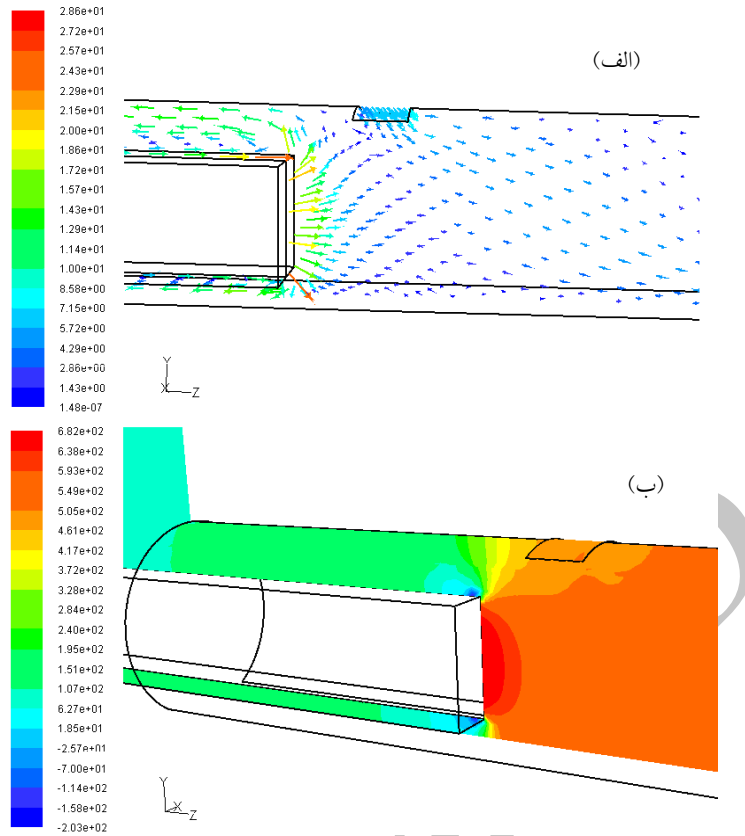 2.86e+01
2.72e+01
2.57e+01
2.43e+01
2.29e+01
2.15e+01
2.00e+01
1.86e+01
1.72e+01
1.57e+01
1.43e+01
1.29e+01
1.14e+01
1.00e+01
8.58e+00
7.15e+00
5.72e+00
4.29e+00
2.86e+00
1.43e+00
1.48e-07
(الف)
Y
X
Z
6.82e+02
6.38e+02
5.93e+02
5.49e+02
5.05e+02
4.61e+02
4.17e+02
3.72e+02
3.28e+02
2.84e+02
2.40e+02
1.95e+02
1.51e+02
1.07e+02
6.27e+01
1.85e+01
-2.57e+01
-7.00e+01
-1.14e+02
-1.58e+02
-2.03e+02
(ب)
Y
X
Z